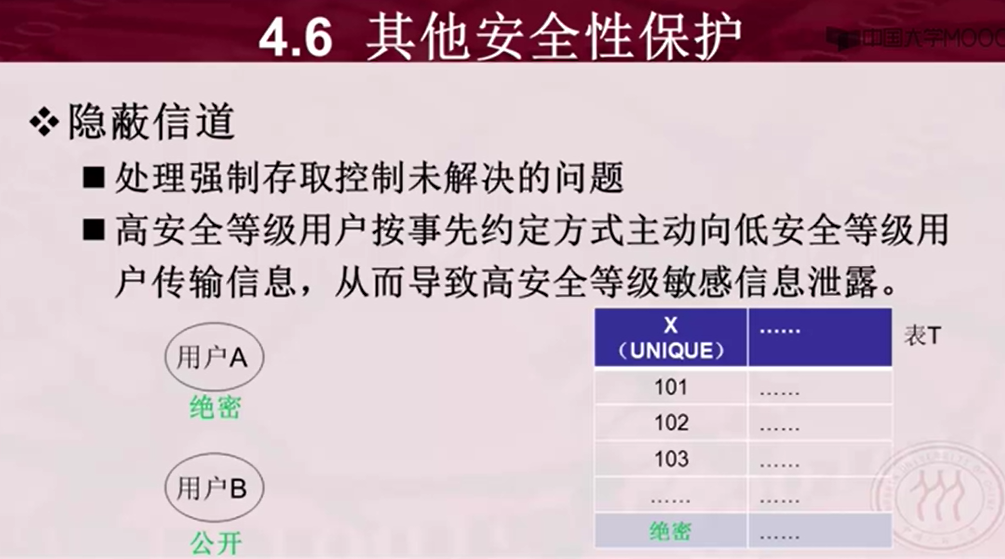 4.6 其他安全性保护
中国大学MOOC
❖隐蔽信道
■ 处理强制存取控制未解决的问题
■ 高安全等级用户按事先约定方式主动向低安全等级用
户传输信息，从而导致高安全等级敏感信息泄露。
用户A
绝密
用户B
公开
X
（UNIQUE）
……
表T
101 ……
102 ……
103 ……
…… ……
绝密 ……